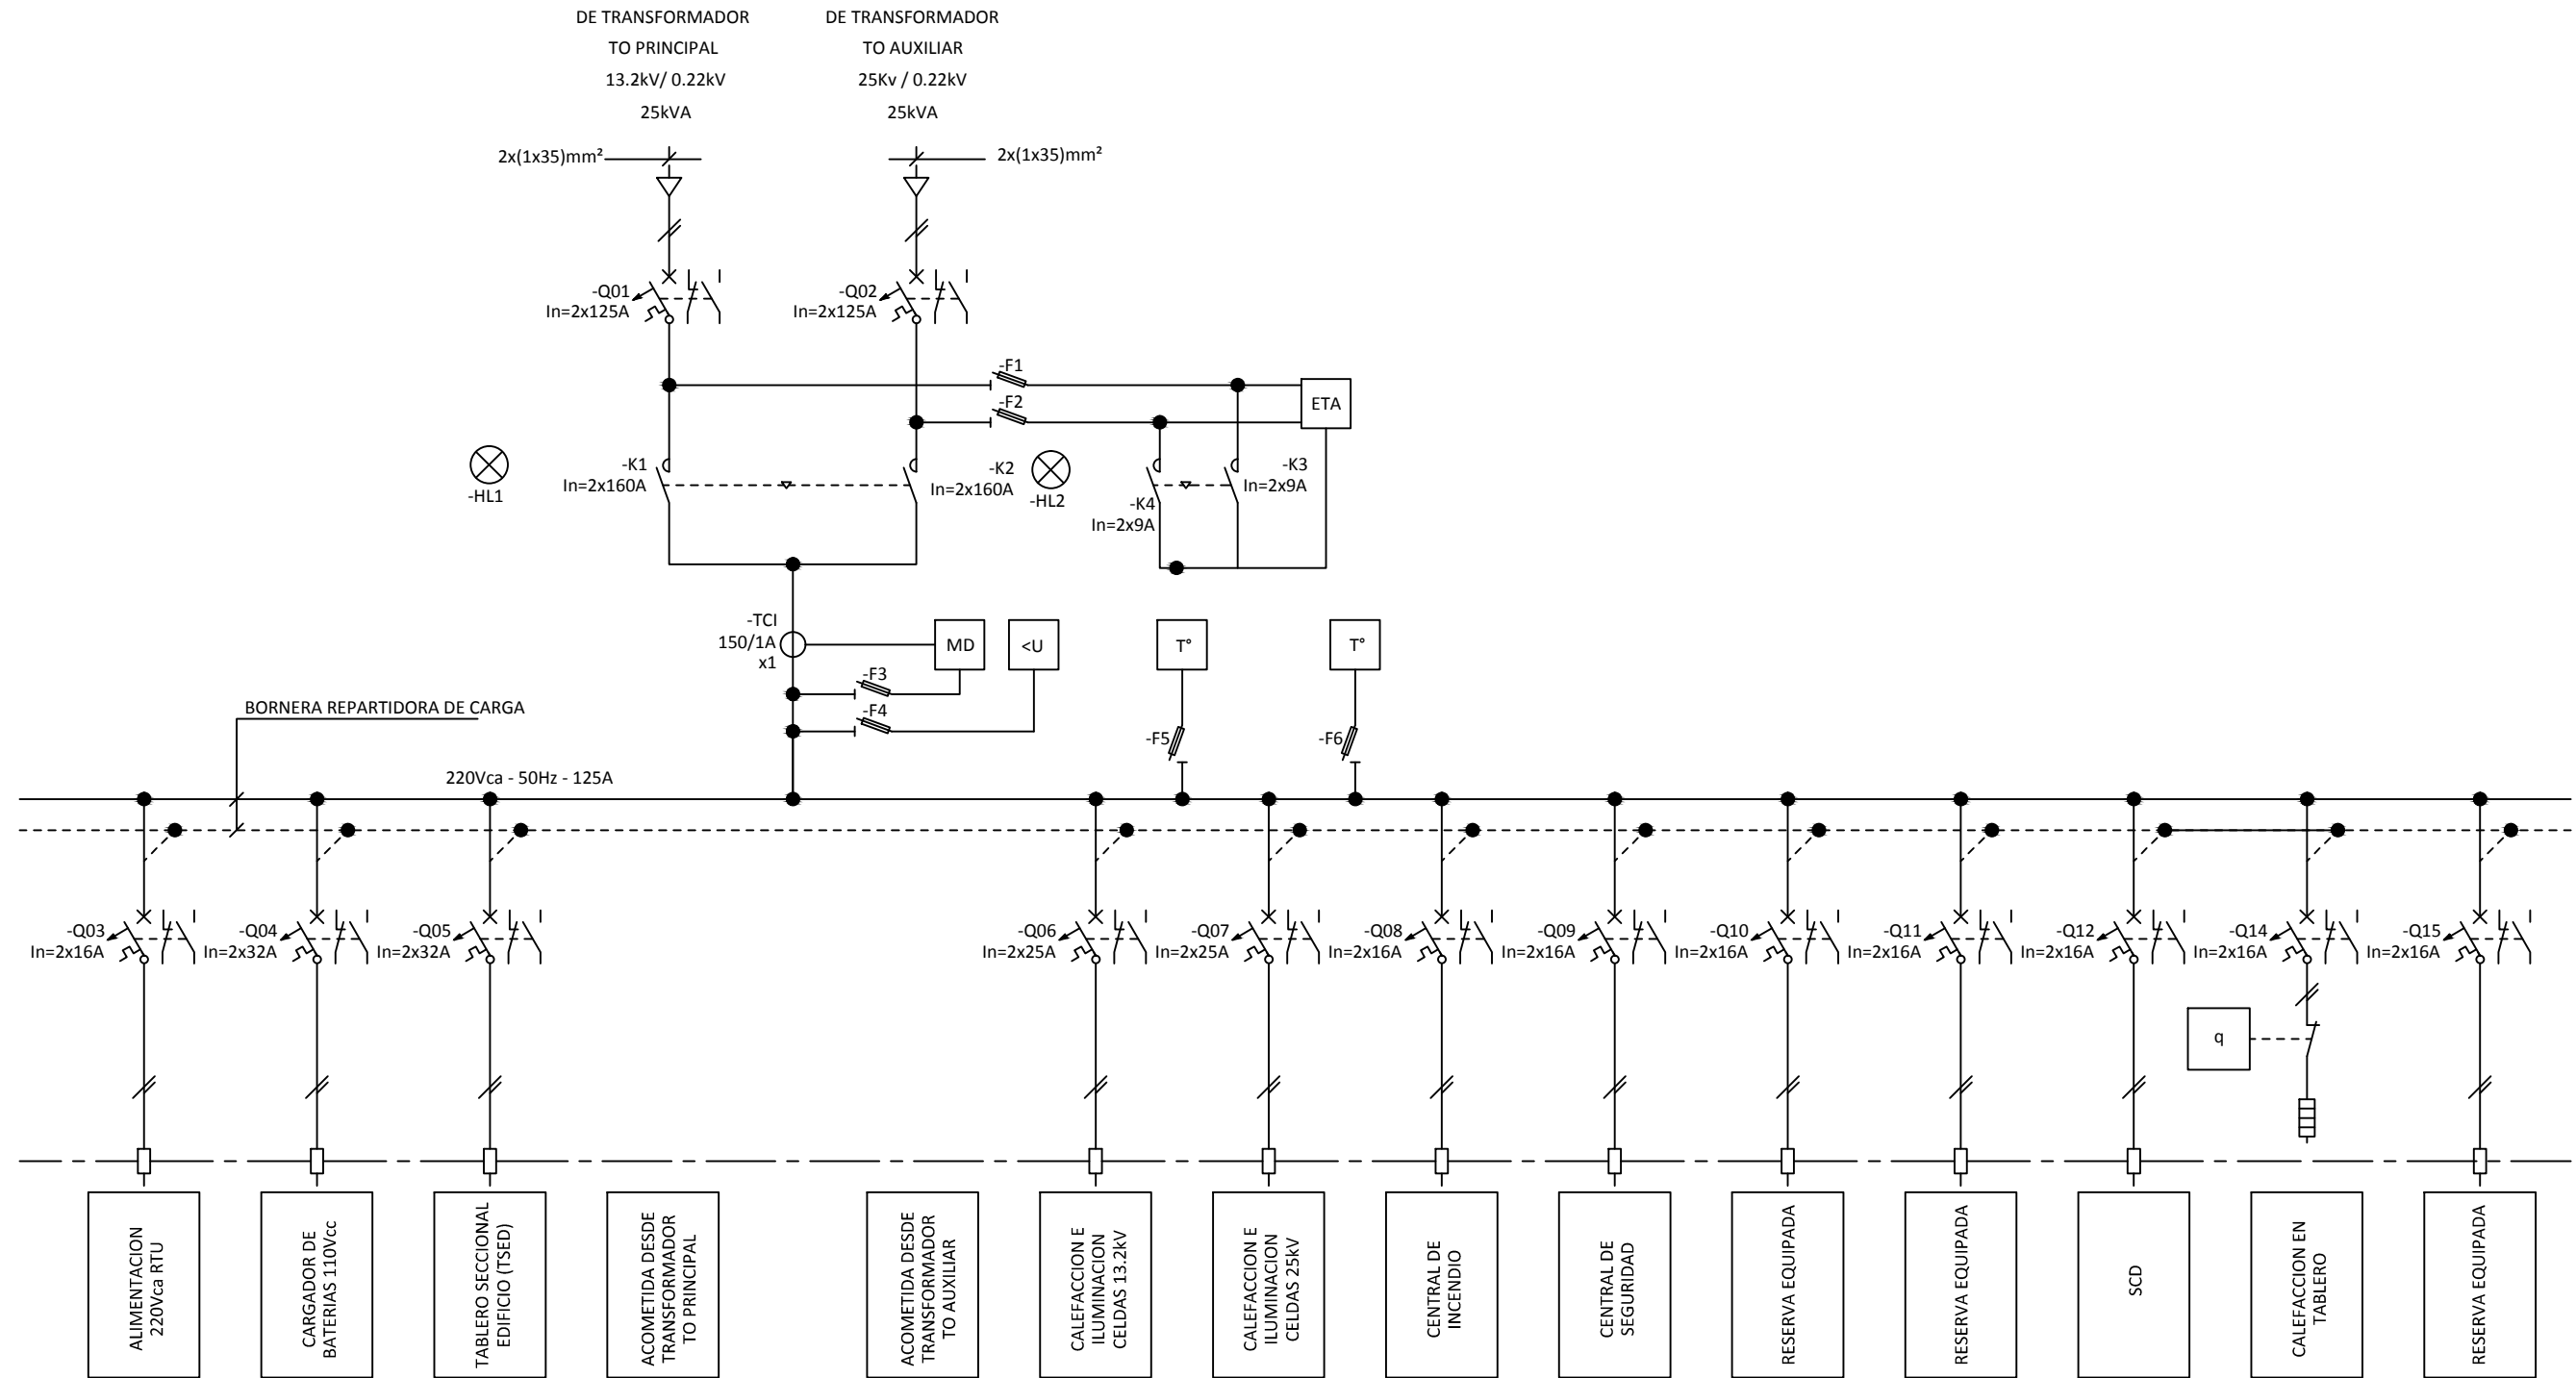 DE TRANSFORMADOR
TO PRINCIPAL
13.2kV/ 0.22kV
25kVA
DE TRANSFORMADOR
TO AUXILIAR
25Kv / 0.22kV
25kVA
2x(1x35)mm²
2x(1x35)mm²
-Q01
In=2x125A
-Q02
In=2x125A
-F1
-F2
ETA
-HL1
-K1
In=2x160A
-K2
In=2x160A
-HL2
-K4
In=2x9A
-K3
In=2x9A
-TCI
150/1A
x1
MD
<U
T°
T°
-F3
-F4
-F5
-F6
BORNERA REPARTIDORA DE CARGA
220Vca - 50Hz - 125A
-Q03
In=2x16A
-Q04
In=2x32A
-Q05
In=2x32A
-Q06
In=2x25A
-Q07
In=2x25A
-Q08
In=2x16A
-Q09
In=2x16A
-Q10
In=2x16A
-Q11
In=2x16A
-Q12
In=2x16A
-Q14
In=2x16A
-Q15
In=2x16A
q
ALIMENTACION
220Vca RTU
CARGADOR DE
BATERIAS 110Vcc
TABLERO SECCIONAL
EDIFICIO (TSED)
ACOMETIDA DESDE
TRANSFORMADOR
TO PRINCIPAL
ACOMETIDA DESDE
TRANSFORMADOR
TO AUXILIAR
CALEFACCION E
ILUMINACION
CELDAS 13.2kV
CALEFACCION E
ILUMINACION
CELDAS 25kV
CENTRAL DE
INCENDIO
CENTRAL DE
SEGURIDAD
RESERVA EQUIPADA
RESERVA EQUIPADA
SCD
CALEFACCION EN
TABLERO
RESERVA EQUIPADA